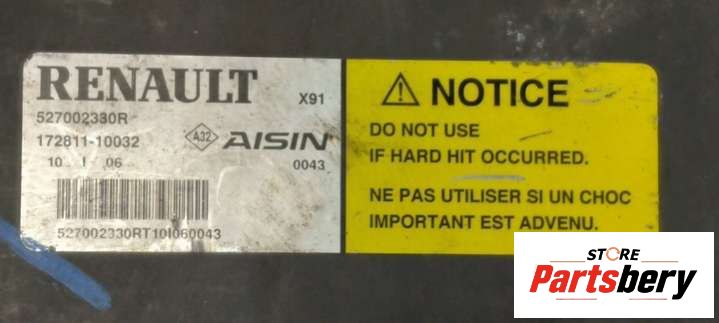 RENAULT
X91
527002330R
172811-10032
A32 AISIN
10 I 06
0043
527002330RT10I060043
NOTICE
DO NOT USE
IF HARD HIT OCCURRED.
NE PAS UTILISER SI UN CHOC
IMPORTANT EST ADVENU.
STORE
Partsbery